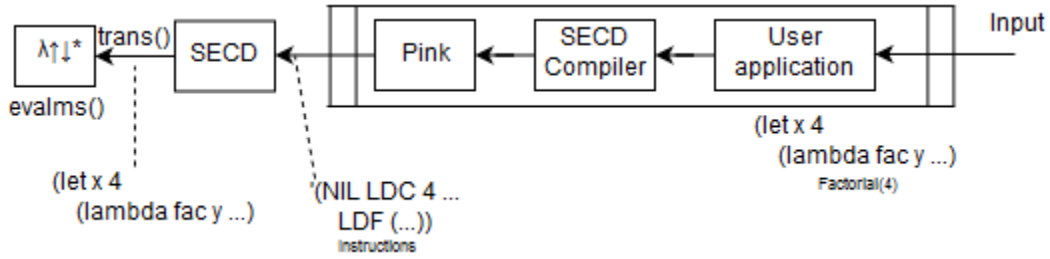 Input
λ↑↓*
trans()
SECD
Pink
SECD
Compiler
User
application
evalms()
(let x 4
(lambda fac y ...)
Factorial(4)
(let x 4
(lambda fac y ...)
'(NIL LDC 4 ...
LDF (...))
Instructions